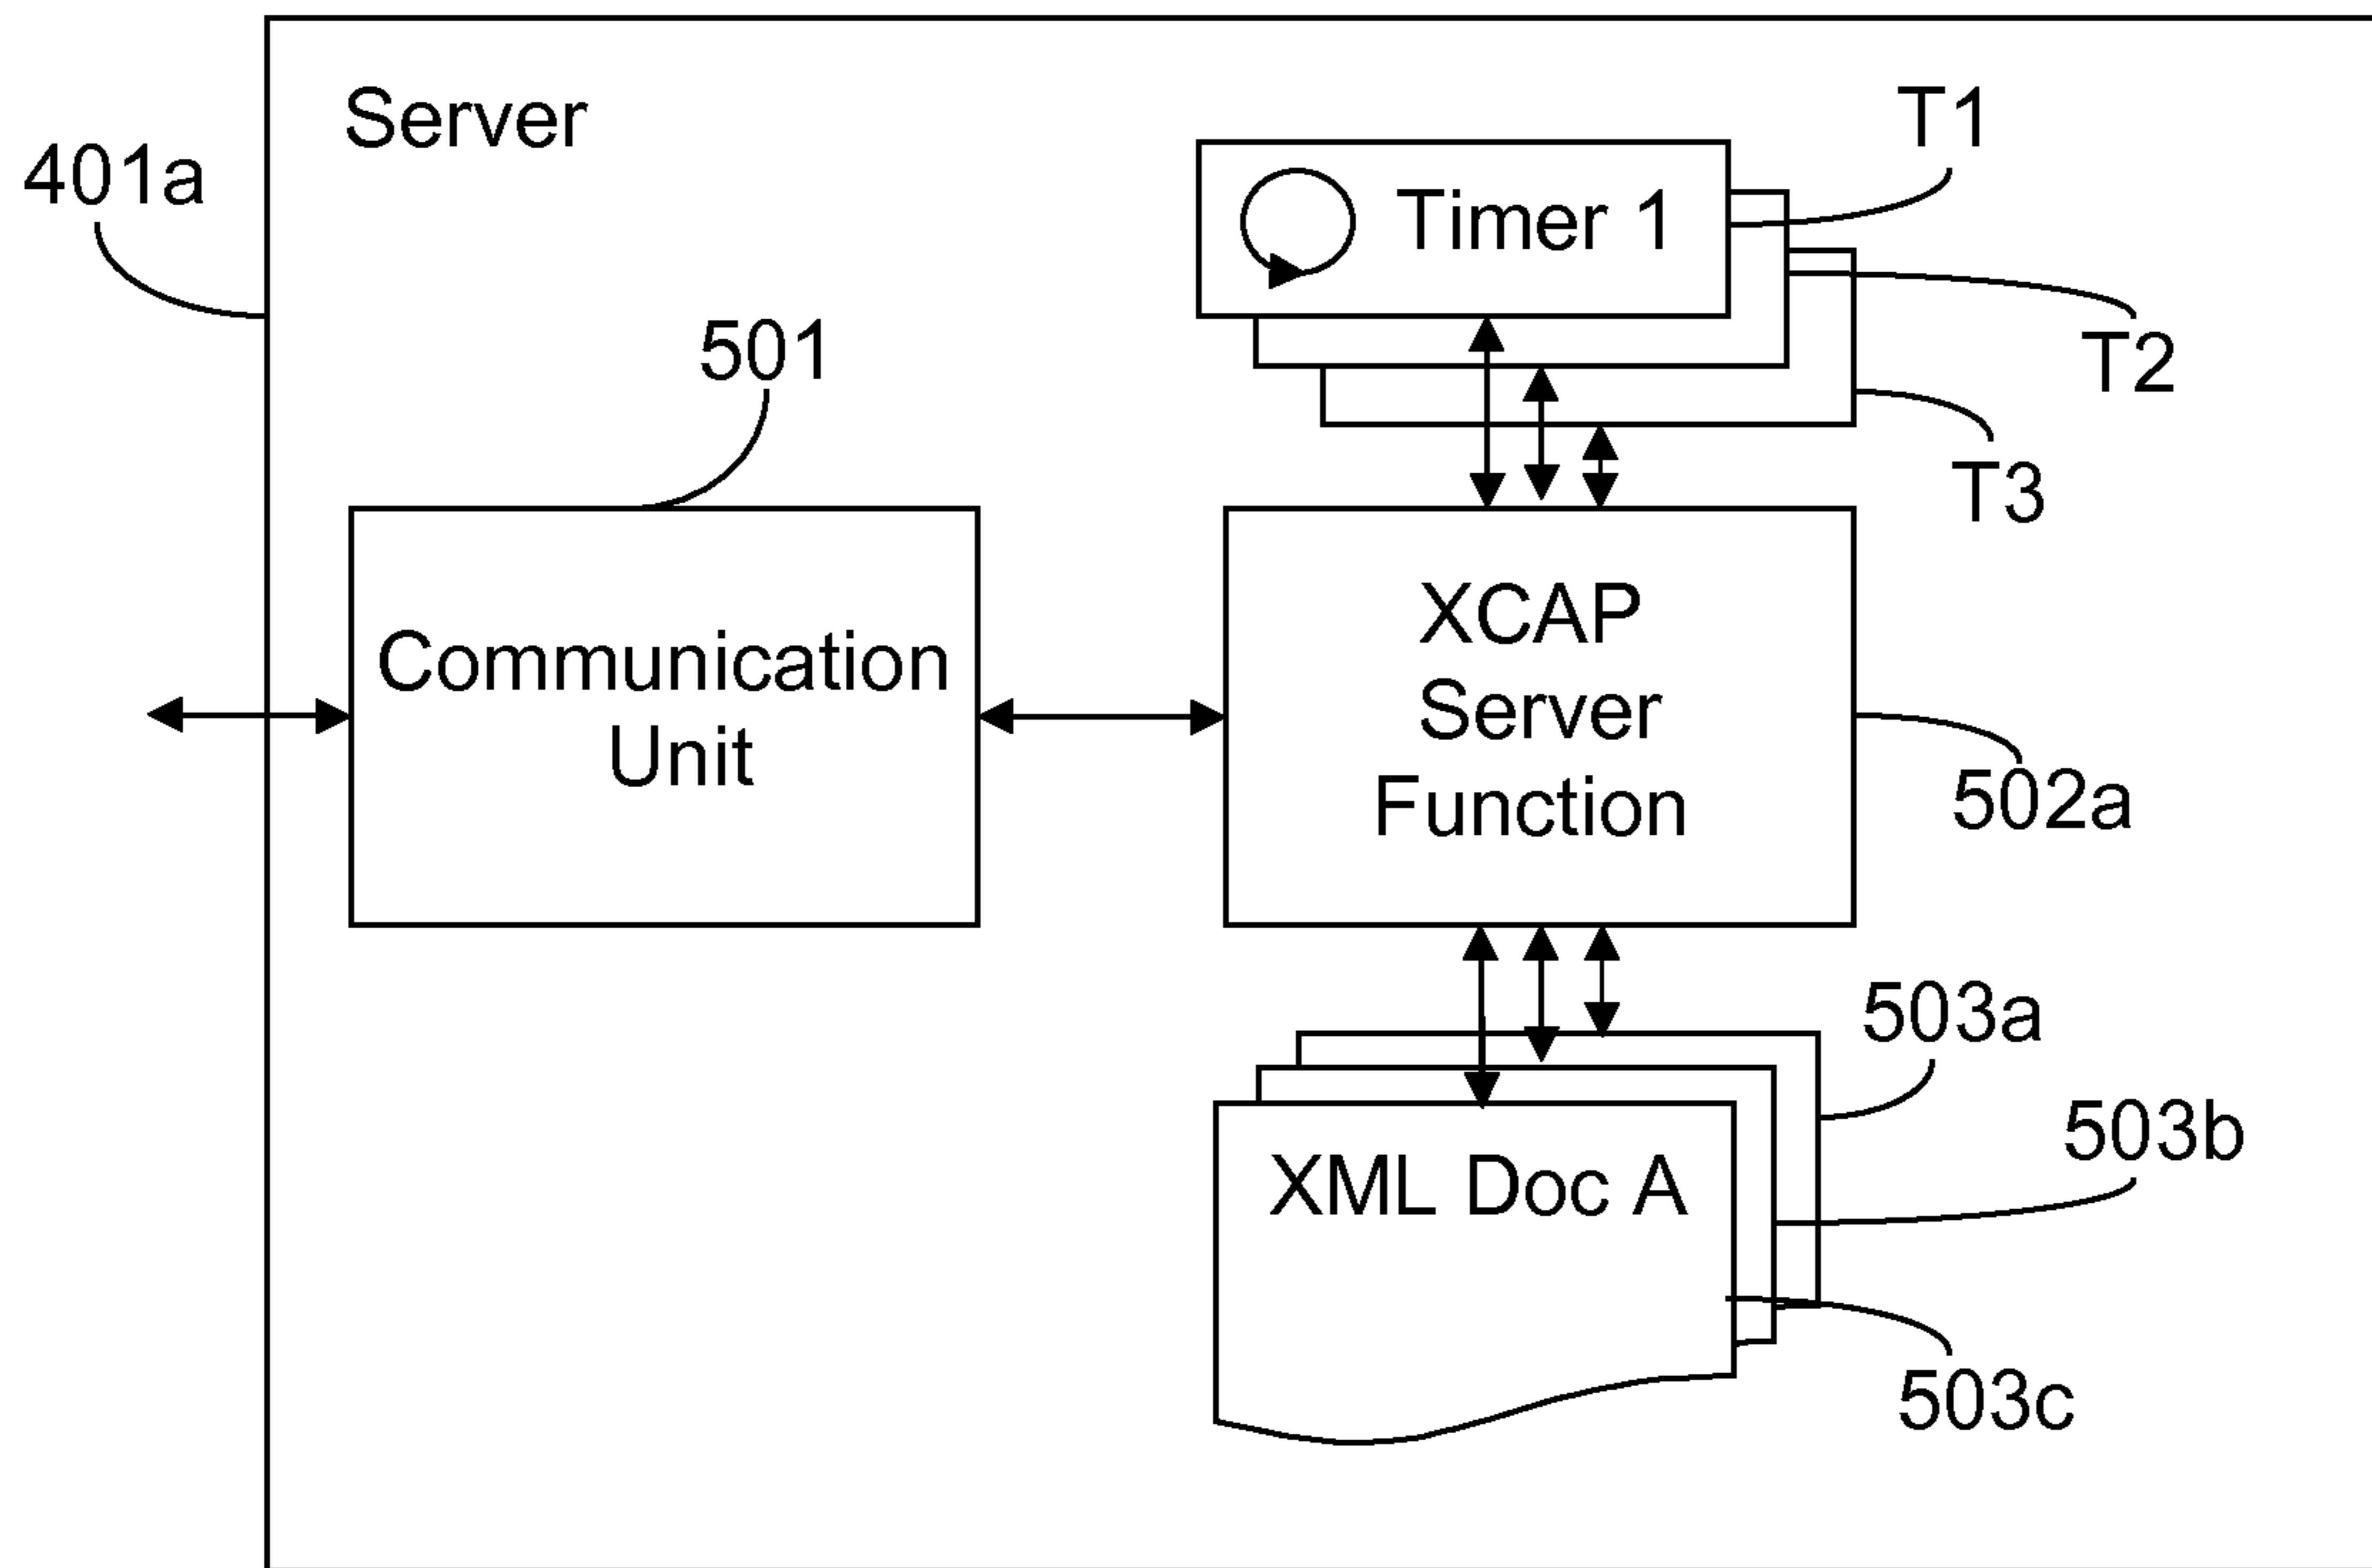 Server
T1
401a
Timer 1
501
T2
T3
XCAP
Server
Function
Communication
Unit
502a
503a
503b
XML Doc A
503c